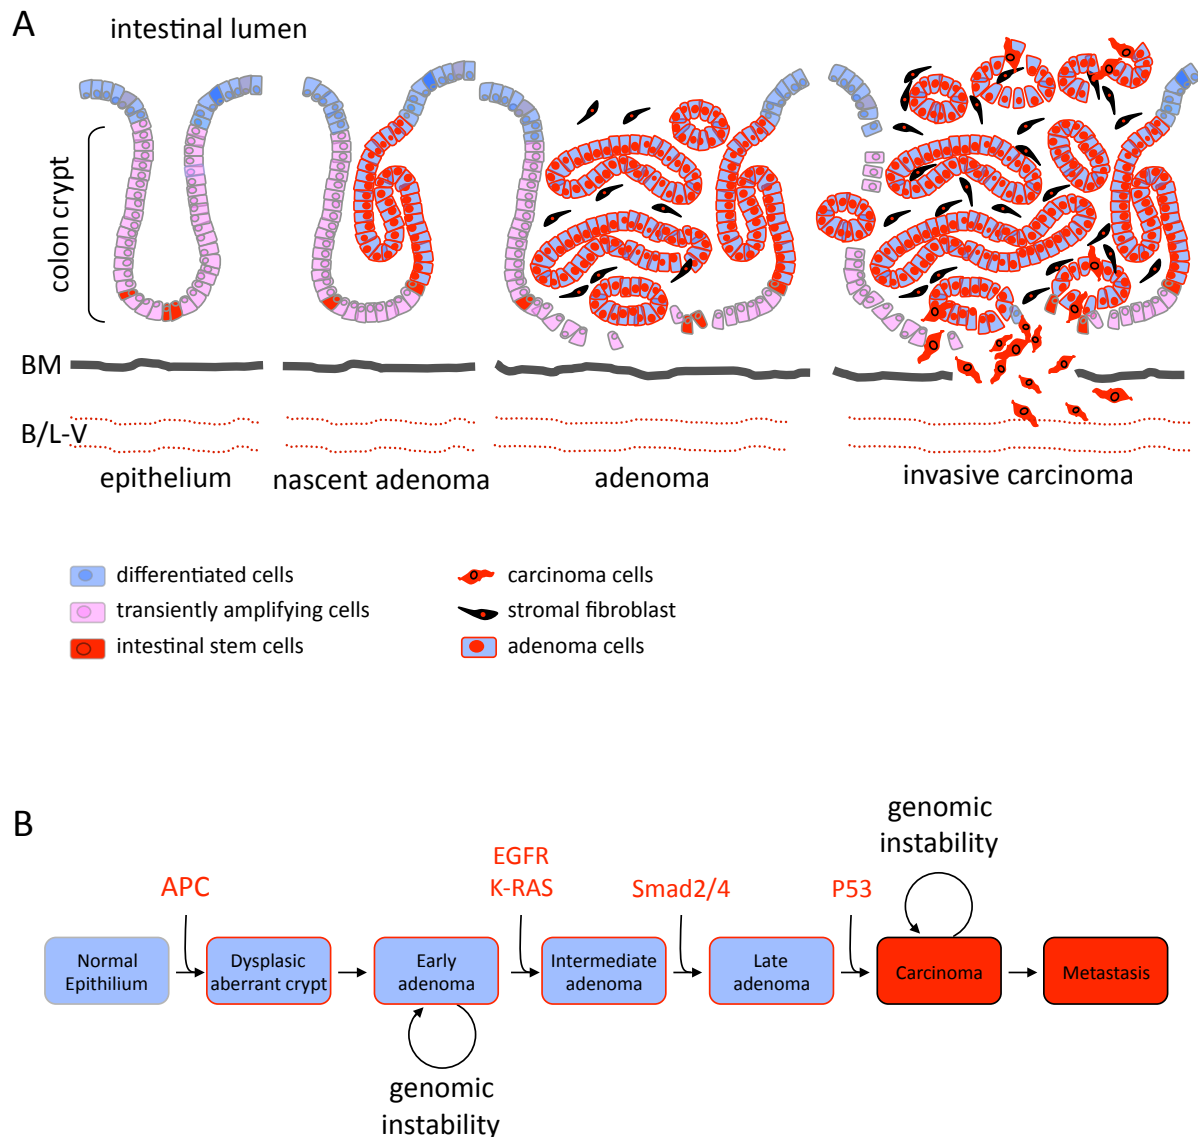 A
intestinal lumen
colon crypt
BM
B/L-V
epithelium
nascent adenoma
adenoma
invasive carcinoma
differentiated cells
transiently amplifying cells
intestinal stem cells
carcinoma cells
stromal fibroblast
adenoma cells
B
genomic
instability
APC
EGFR
K-RAS
Smad2/4
P53
Normal
Epithilium
Dysplasic
aberrant crypt
Early
adenoma
Intermediate
adenoma
Late
adenoma
Carcinoma
Metastasis
genomic
instability